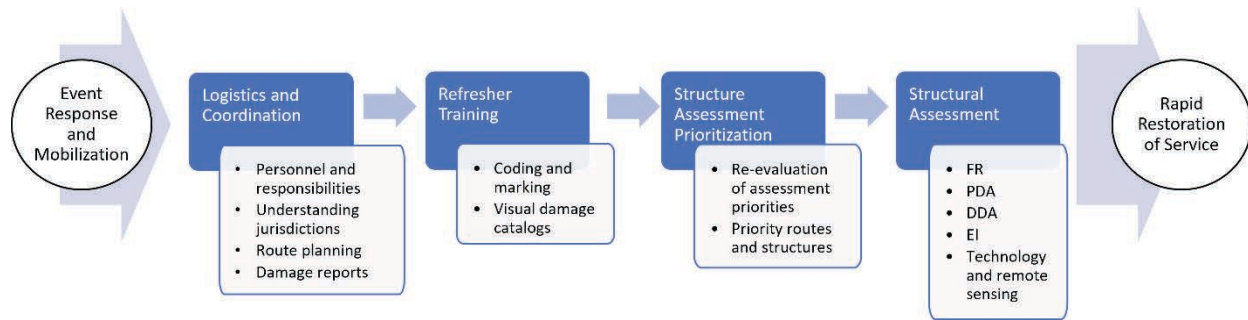 Event
Response
and
Mobilization
Logistics and
Coordination
• Personnel and
responsibilities
• Understanding
jurisdictions
• Route planning
• Damage reports
Refresher
Training
• Coding and
marking
• Visual damage
catalogs
Structure
Assessment
Prioritization
• Re-evaluation
of assessment
priorities
• Priority routes
and structures
Structural
Assessment
• FR
• PDA
• DDA
• EI
• Technology
and remote
sensing
Rapid
Restoration
of Service